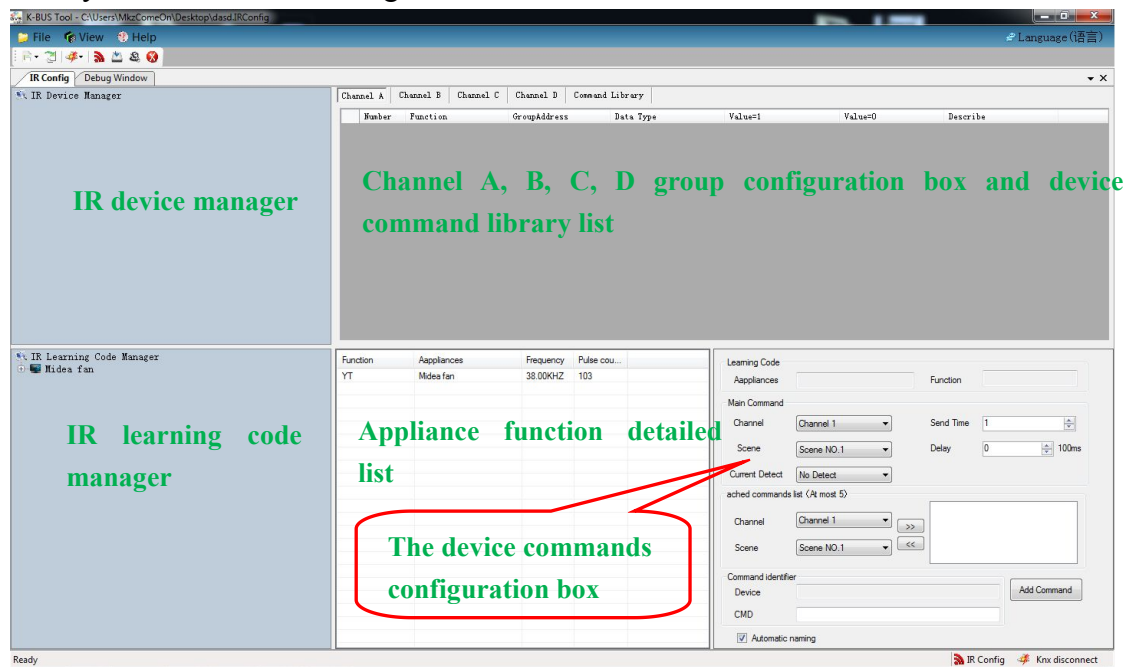 K-BUS Tool - C:\Users\MkzComeOn\Desktop\dasd.IRConfig
File View Help Language(语言)
IR Config Debug Window
IR Device Manager
Channel A Channel B Channel C Channel D Command Library
Number Function GroupAddress Data Type Value=1 Value=0 Describe
IR device manager
Channel A, B, C, D group configuration box and device
command library list
IR Learning Code Manager
Midea fan
IR learning code
manager
Function Aappliances Frequency Pulse cou...
YT Midea fan 38.00KHZ 103
Appliance function detailed
list
The device commands
configuration box
Learning Code
Aappliances Function
Main Command
Channel Channel 1 Send Time 1
Scene Scene NO.1 Delay 0 100ms
Current Detect No Detect
ached commands list (At most 5)
Channel Channel 1 >>
Scene Scene NO.1 <<
Command identifier
Device Add Command
CMD
Automatic naming
Ready IR Config Knx disconnect